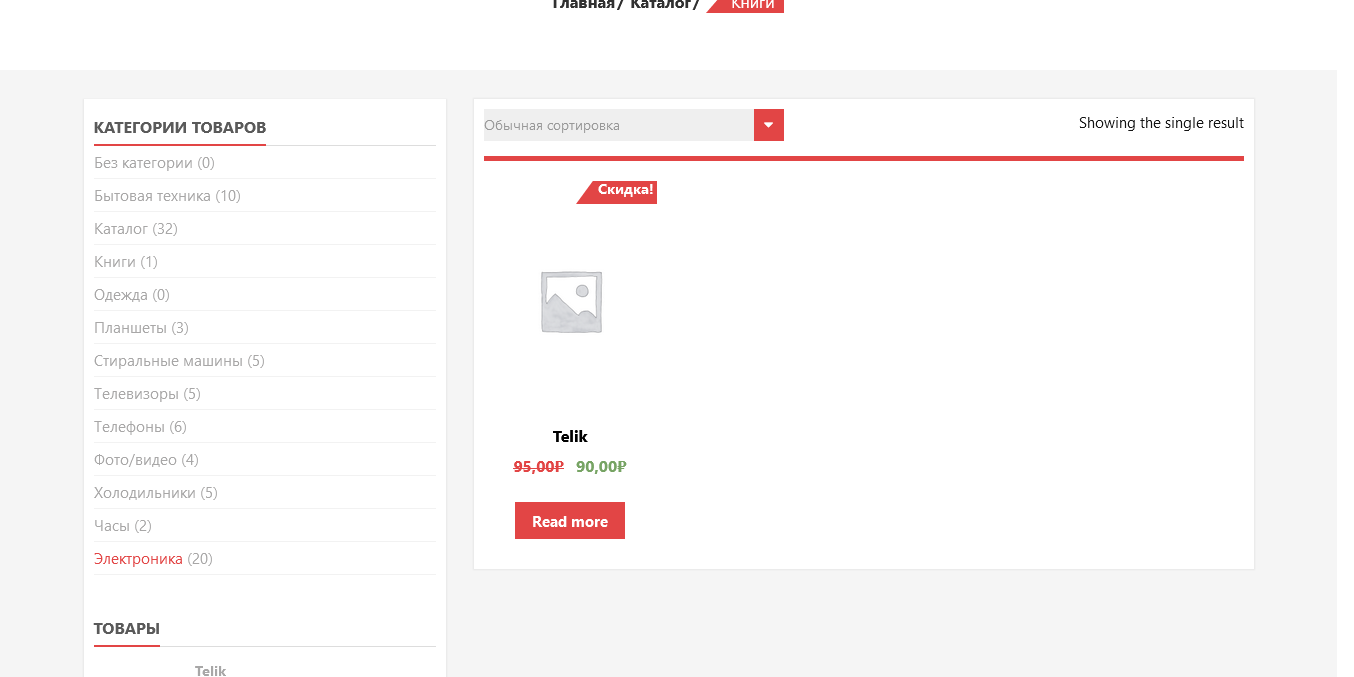 Главная/ Каталог/ Книги
КАТЕГОРИИ ТОВАРОВ
Без категории (0)
Бытовая техника (10)
Каталог (32)
Книги (1)
Одежда (0)
Планшеты (3)
Стиральные машины (5)
Телевизоры (5)
Телефоны (6)
Фото/видео (4)
Холодильники (5)
Часы (2)
Электроника (20)
ТОВАРЫ
Telik
Обычная сортировка
Showing the single result
Скидка!
Telik
95,00₽ 90,00₽
Read more